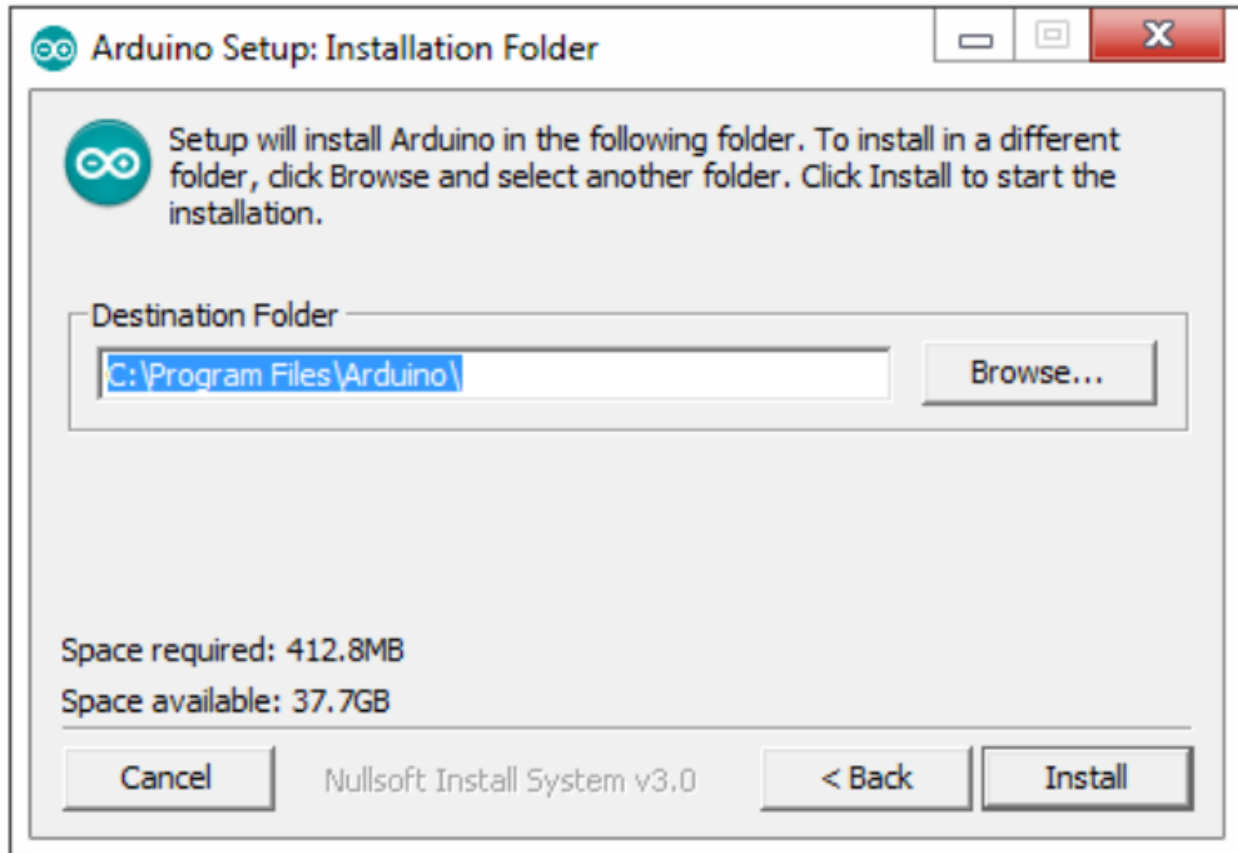 Arduino Setup: Installation Folder
Setup will install Arduino in the following folder. To install in a different
folder, click Browse and select another folder. Click Install to start the
installation.
Destination Folder
C:\Program Files\Arduino\
Browse...
Space required: 412.8MB
Space available: 37.7GB
Cancel
Nullsoft Install System v3.0
< Back
Install